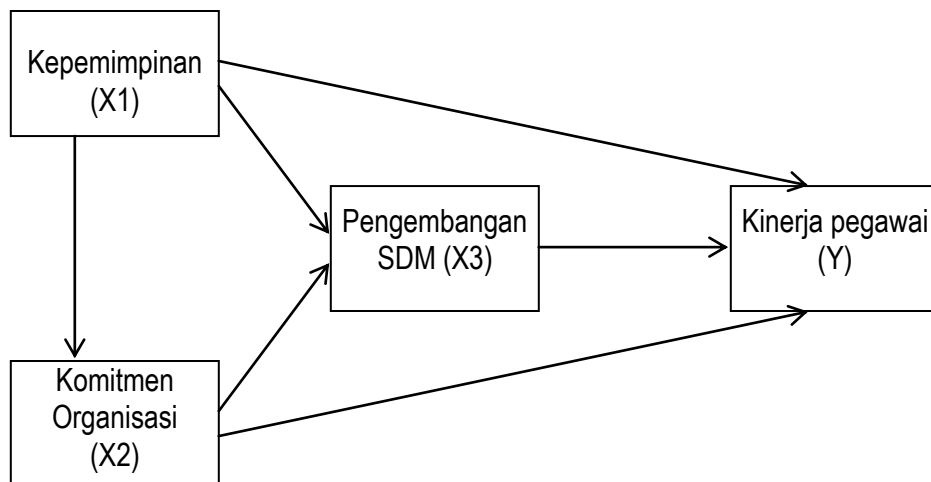 Kepemimpinan
(X1)
Pengembangan
SDM (X3)
Kinerja pegawai
(Y)
Komitmen
Organisasi
(X2)